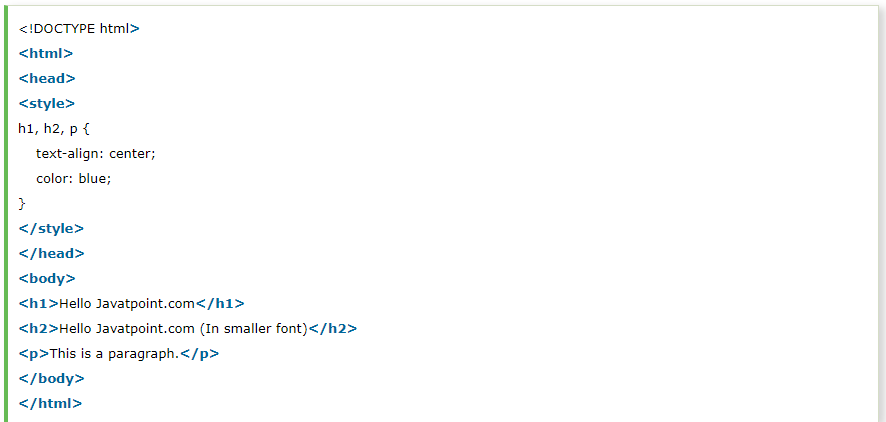 <!DOCTYPE html>
<html>
<head>
<style>
h1, h2, p {
    text-align: center;
    color: blue;
}
</style>
</head>
<body>
<h1>Hello Javatpoint.com</h1>
<h2>Hello Javatpoint.com (In smaller font)</h2>
<p>This is a paragraph.</p>
</body>
</html>